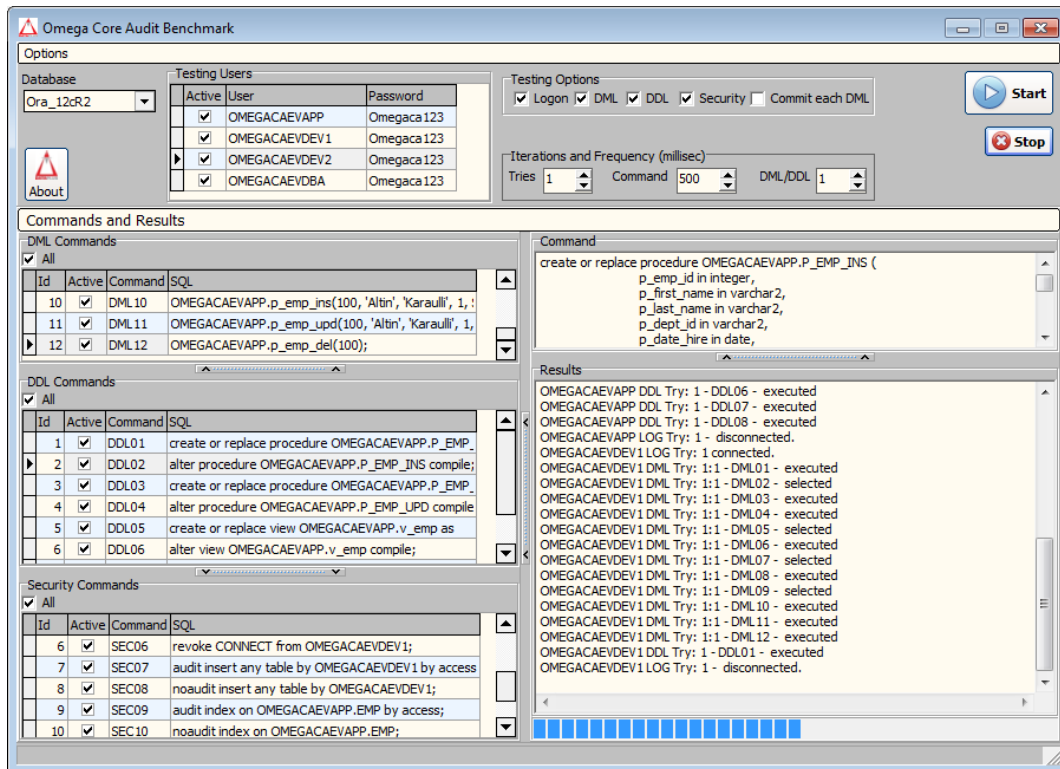 Omega Core Audit Benchmark
Options
Database
Ora_12cR2
About
Testing Users
Active User Password
OMEGACAEVAPP Omegaca123
OMEGACAEVDEV1 Omegaca123
OMEGACAEVDEV2 Omegaca123
OMEGACAEVDBA Omegaca123
Testing Options
Logon DML DDL Security Commit each DML
Iterations and Frequency (millisec)
Tries 1 Command 500 DML/DDL 1
Start
Stop
Commands and Results
DML Commands
All
Id Active Command SQL
10 DML10 OMEGACAEVAPP.p_emp_ins(100, 'Altin', 'Karaulli', 1,
11 DML11 OMEGACAEVAPP.p_emp_upd(100, 'Altin', 'Karaulli', 1,
12 DML12 OMEGACAEVAPP.p_emp_del(100);
DDL Commands
All
Id Active Command SQL
1 DDL01 create or replace procedure OMEGACAEVAPP.P_EMP_
2 DDL02 alter procedure OMEGACAEVAPP.P_EMP_INS compile;
3 DDL03 create or replace procedure OMEGACAEVAPP.P_EMP_
4 DDL04 alter procedure OMEGACAEVAPP.P_EMP_UPD compile
5 DDL05 create or replace view OMEGACAEVAPP.v_emp as
6 DDL06 alter view OMEGACAEVAPP.v_emp compile;
Security Commands
All
Id Active Command SQL
6 SEC06 revoke CONNECT from OMEGACAEVDEV1;
7 SEC07 audit insert any table by OMEGACAEVDEV1 by access
8 SEC08 noaudit insert any table by OMEGACAEVDEV1;
9 SEC09 audit index on OMEGACAEVAPP.EMP by access;
10 SEC10 noaudit index on OMEGACAEVAPP.EMP;
Command
create or replace procedure OMEGACAEVAPP.P_EMP_INS (
p_emp_id in integer,
p_first_name in varchar2,
p_last_name in varchar2,
p_dept_id in varchar2,
p_date_hire in date,
Results
OMEGACAEVAPP DDL Try: 1 - DDL06 - executed
OMEGACAEVAPP DDL Try: 1 - DDL07 - executed
OMEGACAEVAPP DDL Try: 1 - DDL08 - executed
OMEGACAEVAPP LOG Try: 1 - disconnected.
OMEGACAEVDEV1 LOG Try: 1 connected.
OMEGACAEVDEV1 DML Try: 1:1 - DML01 - executed
OMEGACAEVDEV1 DML Try: 1:1 - DML02 - selected
OMEGACAEVDEV1 DML Try: 1:1 - DML03 - executed
OMEGACAEVDEV1 DML Try: 1:1 - DML04 - executed
OMEGACAEVDEV1 DML Try: 1:1 - DML05 - selected
OMEGACAEVDEV1 DML Try: 1:1 - DML06 - executed
OMEGACAEVDEV1 DML Try: 1:1 - DML07 - selected
OMEGACAEVDEV1 DML Try: 1:1 - DML08 - executed
OMEGACAEVDEV1 DML Try: 1:1 - DML09 - selected
OMEGACAEVDEV1 DML Try: 1:1 - DML10 - executed
OMEGACAEVDEV1 DML Try: 1:1 - DML11 - executed
OMEGACAEVDEV1 DML Try: 1:1 - DML12 - executed
OMEGACAEVDEV1 DDL Try: 1 - DDL01 - executed
OMEGACAEVDEV1 LOG Try: 1 - disconnected.